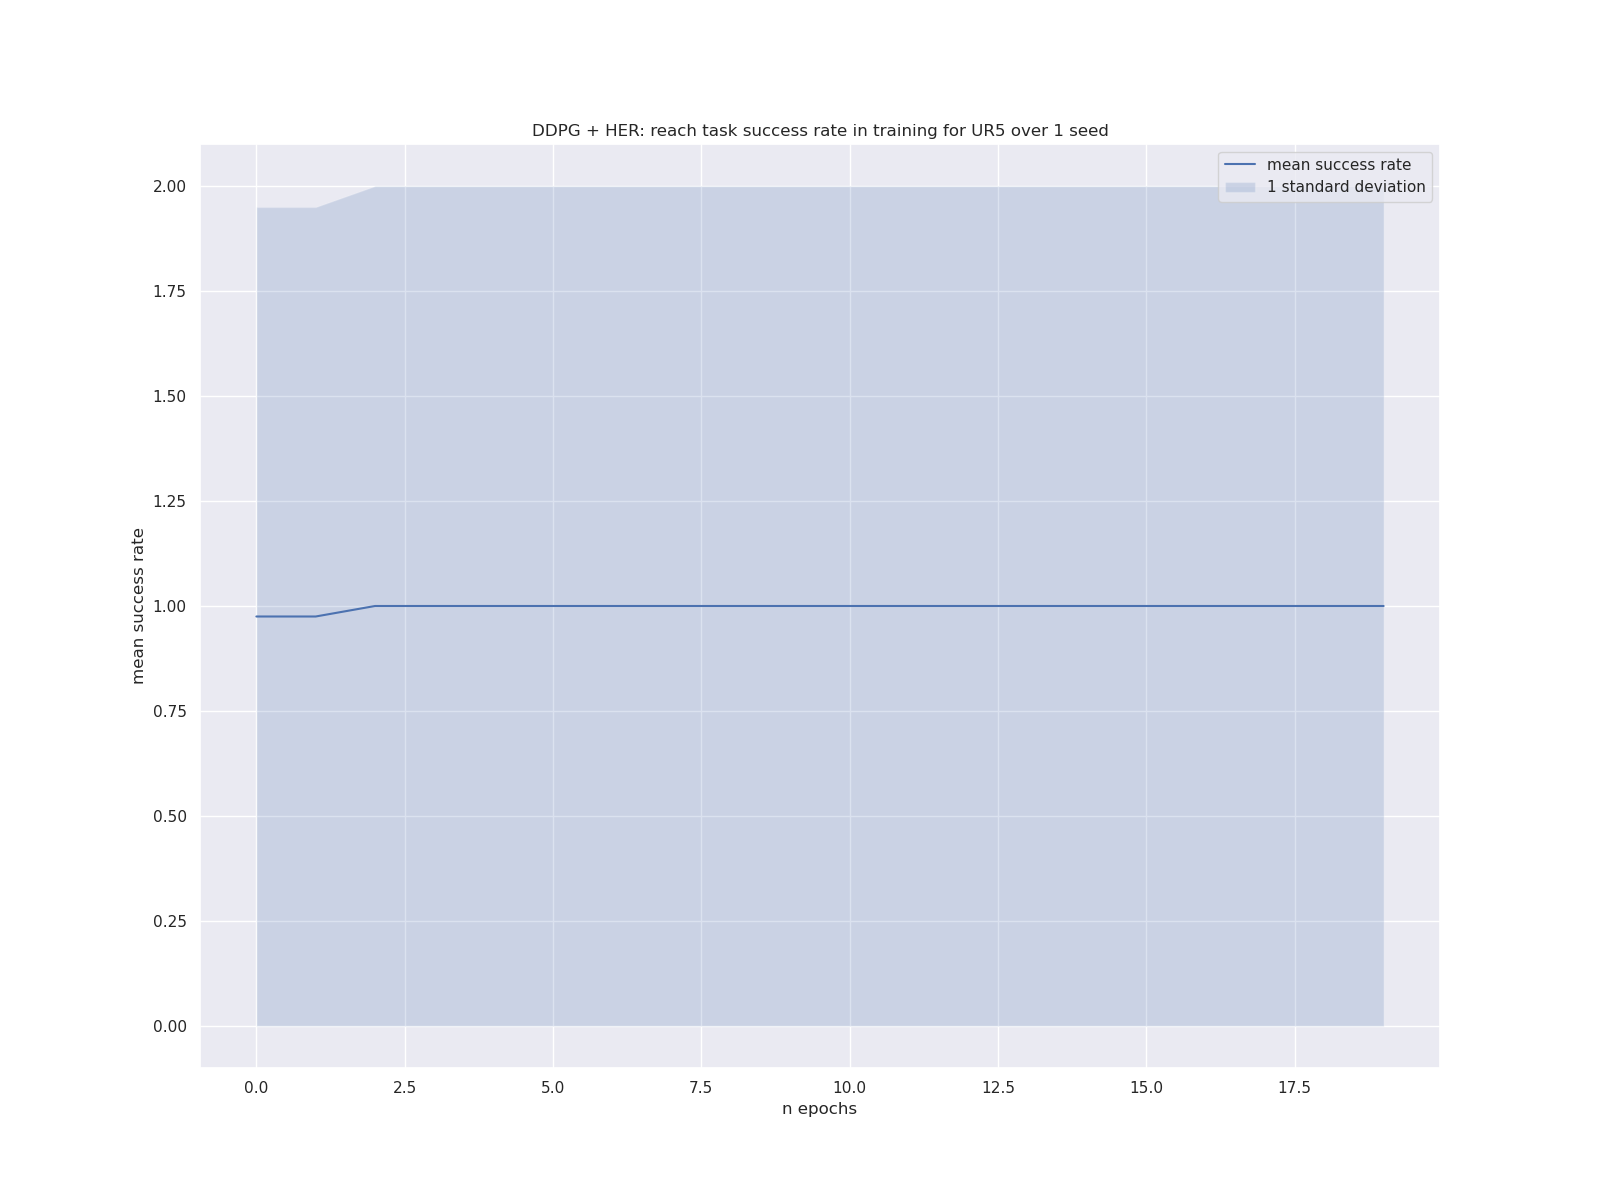 DDPG + HER: reach task success rate in training for UR5 over 1 seed
mean success rate
1 standard deviation
2.00
1.75
1.50
1.25
1.00
0.75
0.50
0.25
0.00
mean success rate
0.0 2.5 5.0 7.5 10.0 12.5 15.0 17.5
n epochs